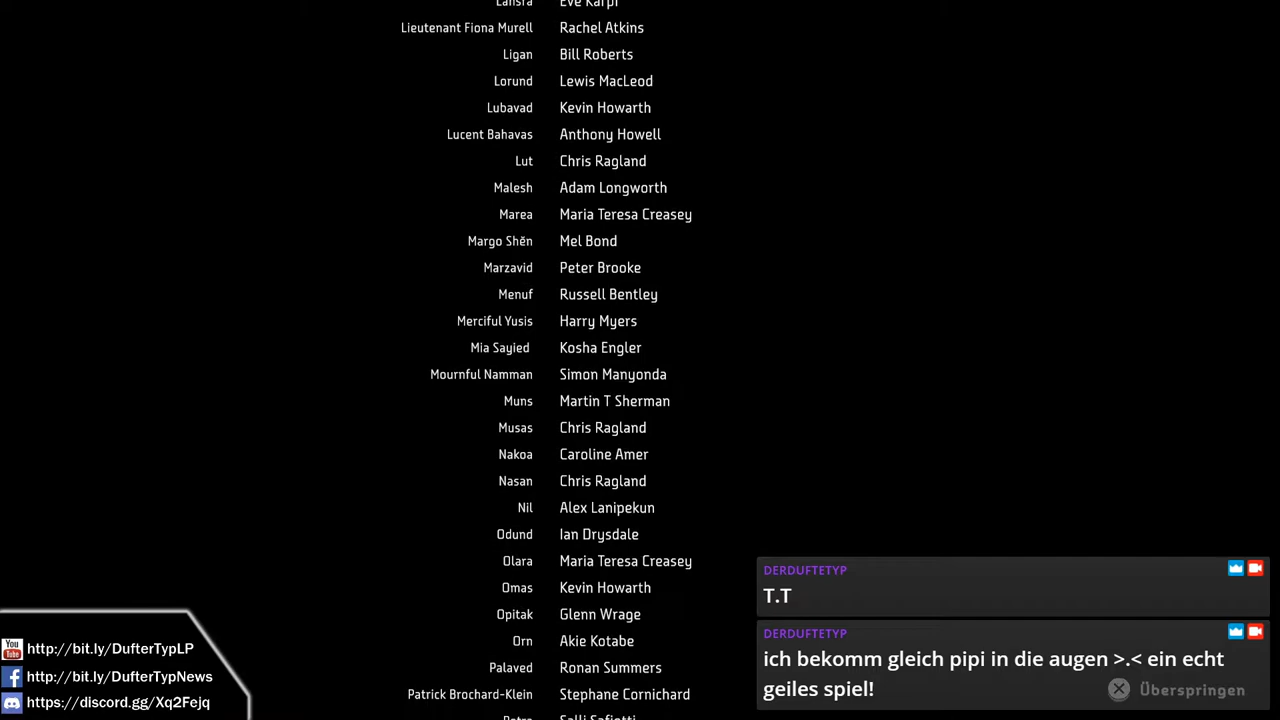 Lansra Eve Karpf
Lieutenant Fiona Murell Rachel Atkins
Ligan Bill Roberts
Lorund Lewis MacLeod
Lubavad Kevin Howarth
Lucent Bahavas Anthony Howell
Lut Chris Ragland
Malesh Adam Longworth
Marea Maria Teresa Creasey
Margo Shĕn Mel Bond
Marzavid Peter Brooke
Menuf Russell Bentley
Merciful Yusis Harry Myers
Mia Sayied Kosha Engler
Mournful Namman Simon Manyonda
Muns Martin T Sherman
Musas Chris Ragland
Nakoa Caroline Amer
Nasan Chris Ragland
Nil Alex Lanipekun
Odund Ian Drysdale
Olara Maria Teresa Creasey
Omas Kevin Howarth
Opitak Glenn Wrage
Orn Akie Kotabe
Palaved Ronan Summers
Patrick Brochard-Klein Stephane Cornichard
DERDUFTETYP
T.T
DERDUFTETYP
ich bekomm gleich pipi in die augen >.< ein echt
geiles spiel!
Überspringen
You Tube http://bit.ly/DufterTypLP
http://bit.ly/DufterTypNews
https://discord.gg/Xq2Fejq